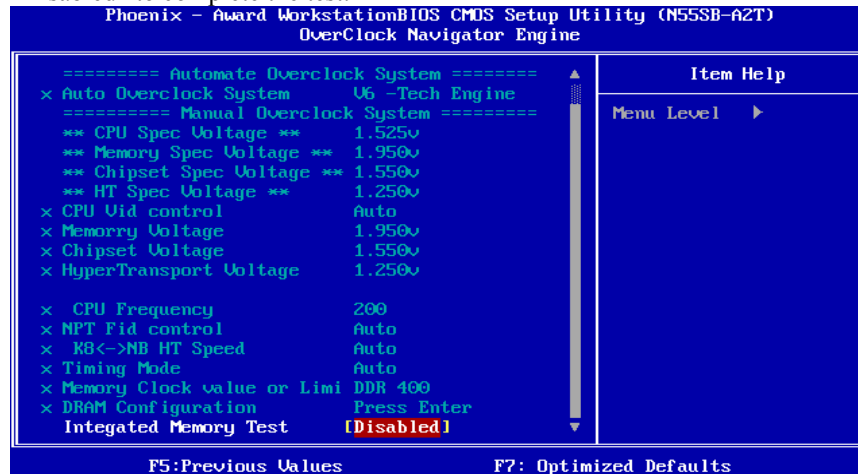 Phoenix - Award WorkstationBIOS CMOS Setup Utility (N55SB-A2T)
OverClock Navigator Engine
========= Automate Overclock System ========
Item Help
x Auto Overclock System V6 -Tech Engine
========== Manual Overclock System =========
Menu Level
** CPU Spec Voltage ** 1.525v
** Memory Spec Voltage ** 1.950v
** Chipset Spec Voltage ** 1.550v
** HT Spec Voltage ** 1.250v
x CPU Vid control Auto
x Memorry Voltage 1.950v
x Chipset Voltage 1.550v
x HyperTransport Voltage 1.250v
x CPU Frequency 200
x NPT Fid control Auto
x K8<->NB HT Speed Auto
x Timing Mode Auto
x Memory Clock value or Limi DDR 400
x DRAM Configuration Press Enter
Integated Memory Test [Disabled]
F5:Previous Values F7: Optimized Defaults